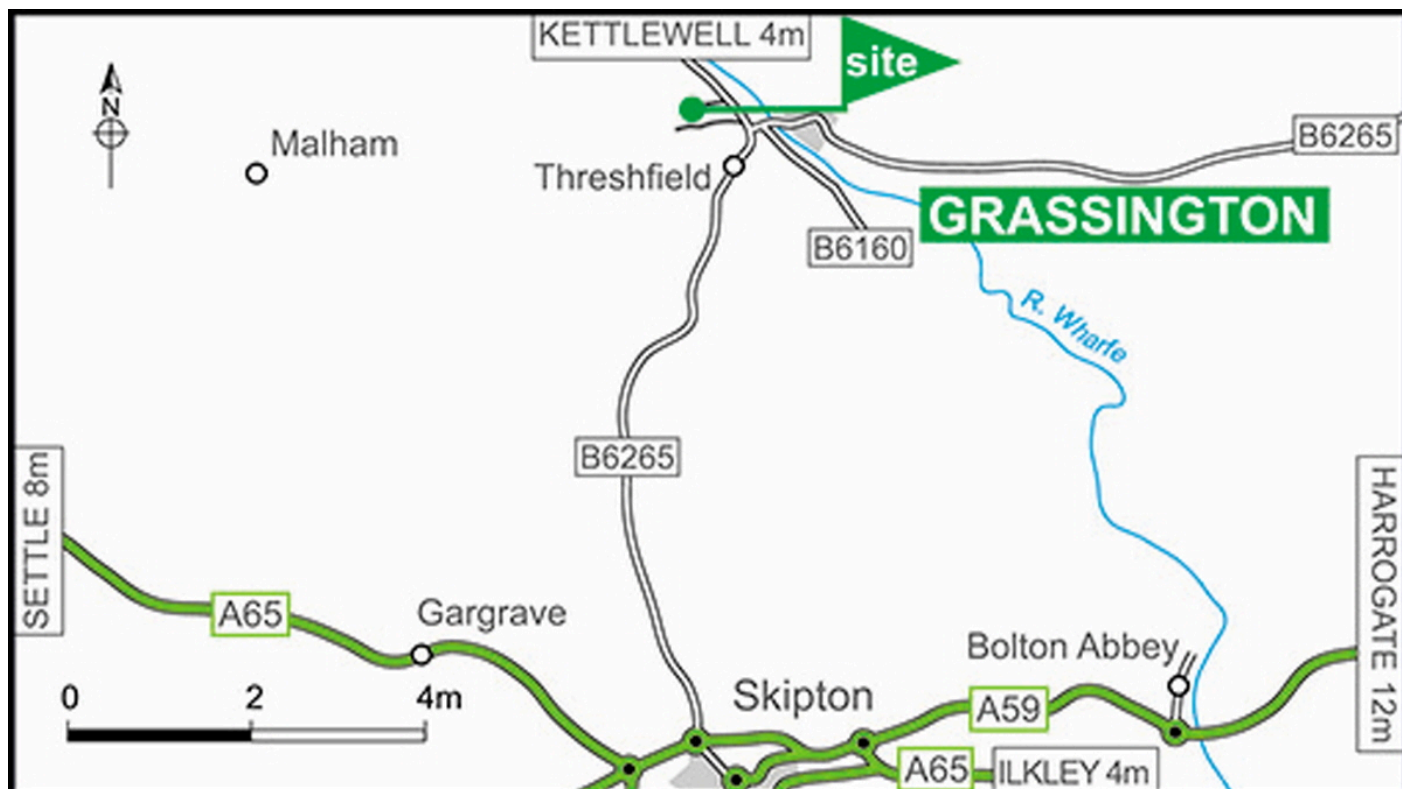 KETTLEWELL 4m
site
N
Malham
B6265
Threshfield
GRASSINGTON
B6160
R. Wharfe
B6265
SETTLE 8m
HARROGATE 12m
A65
Gargrave
Bolton Abbey
0 2 4m
Skipton
A59
A65
ILKLEY 4m